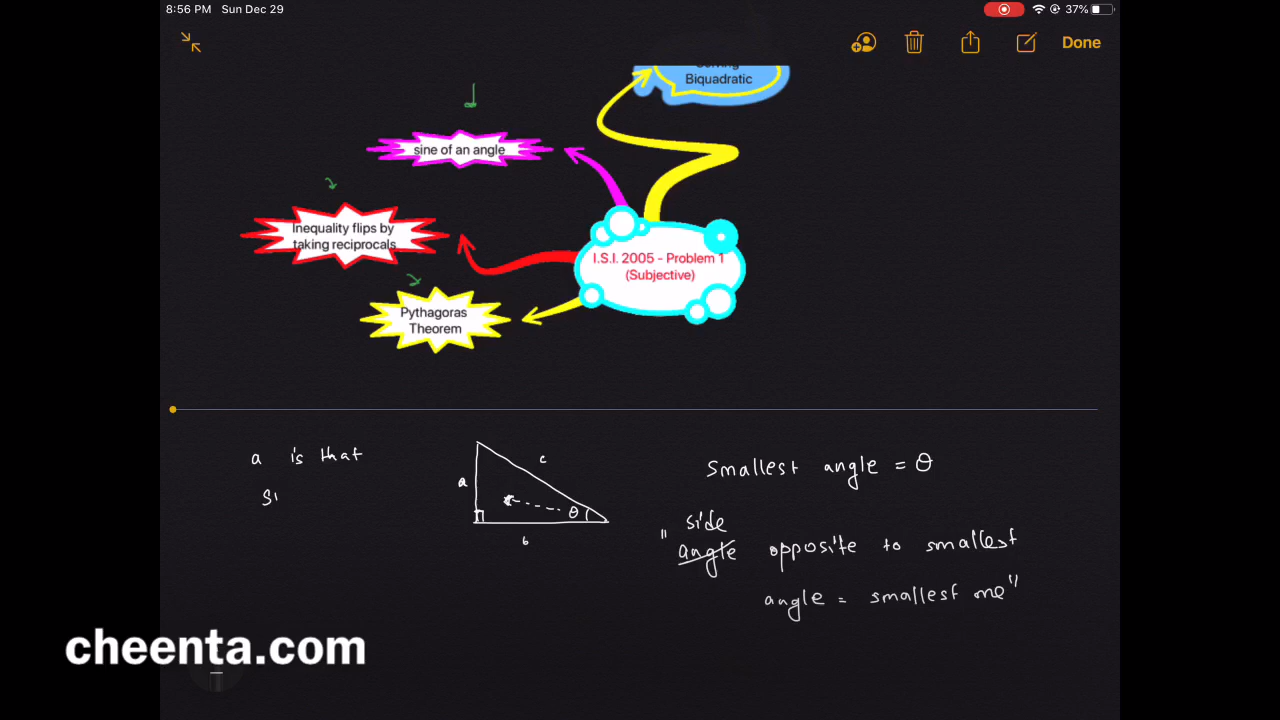 8:56 PM Sun Dec 29
37%
Done
Biquadratic
sine of an angle
Inequality flips by
taking reciprocals
I.S.I. 2005 - Problem 1
(Subjective)
Pythagoras
Theorem
a is that
c
Smallest angle = θ
a
θ
b
side
" angle opposite to smallest
angle = smallest one"
cheenta.com